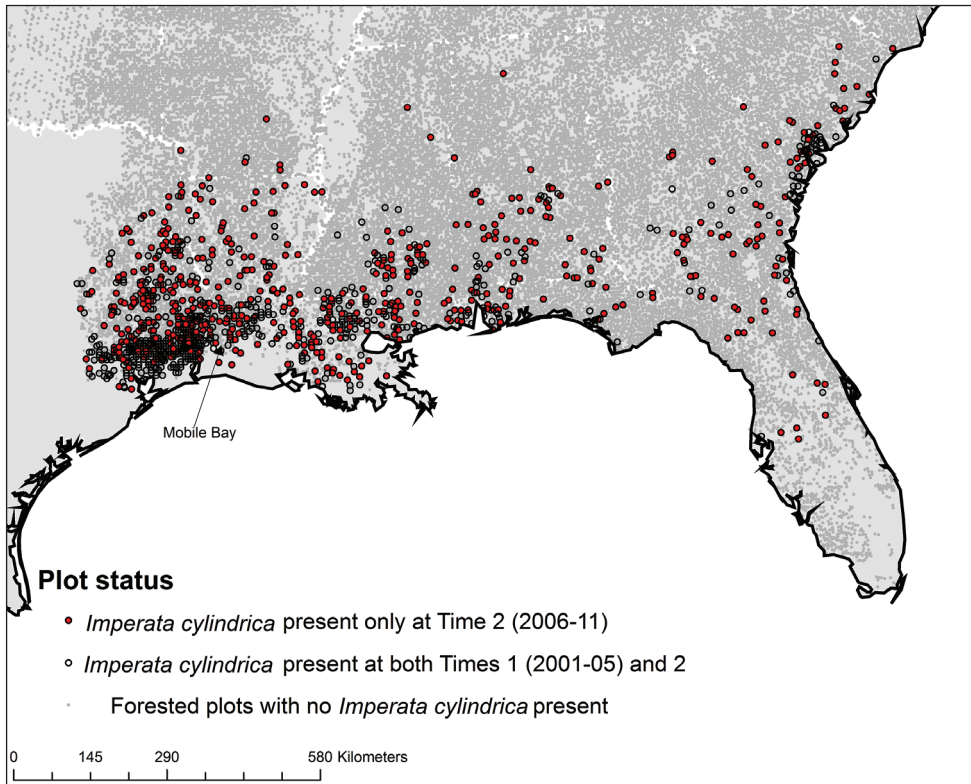 Mobile Bay
Plot status
Imperata cylindrica present only at Time 2 (2006-11)
Imperata cylindrica present at both Times 1 (2001-05) and 2
Forested plots with no Imperata cylindrica present
0 145 290 580 Kilometers